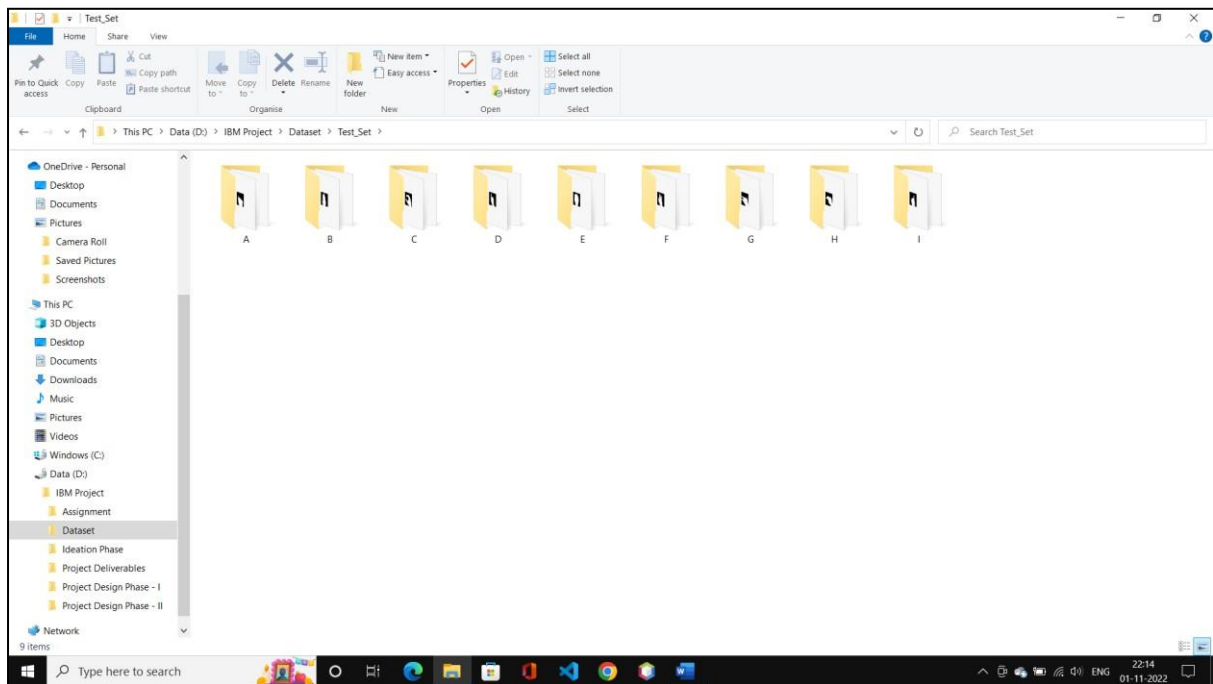 Test_Set
File Home Share View
Pin to Quick access
Copy
Paste
Cut
Copy path
Paste shortcut
Clipboard
Move to
Copy to
Delete
Rename
Organise
New folder
New item
Easy access
New
Properties
Open
Edit
History
Open
Select all
Select none
Invert selection
Select
> This PC > Data (D:) > IBM Project > Dataset > Test_Set >
Search Test_Set
OneDrive - Personal
Desktop
Documents
Pictures
Camera Roll
Saved Pictures
Screenshots
This PC
3D Objects
Desktop
Documents
Downloads
Music
Pictures
Videos
Windows (C:)
Data (D:)
IBM Project
Assignment
Dataset
Ideation Phase
Project Deliverables
Project Design Phase - I
Project Design Phase - II
Network
A B C D E F G H I
9 items
Type here to search
ENG
22:14
01-11-2022